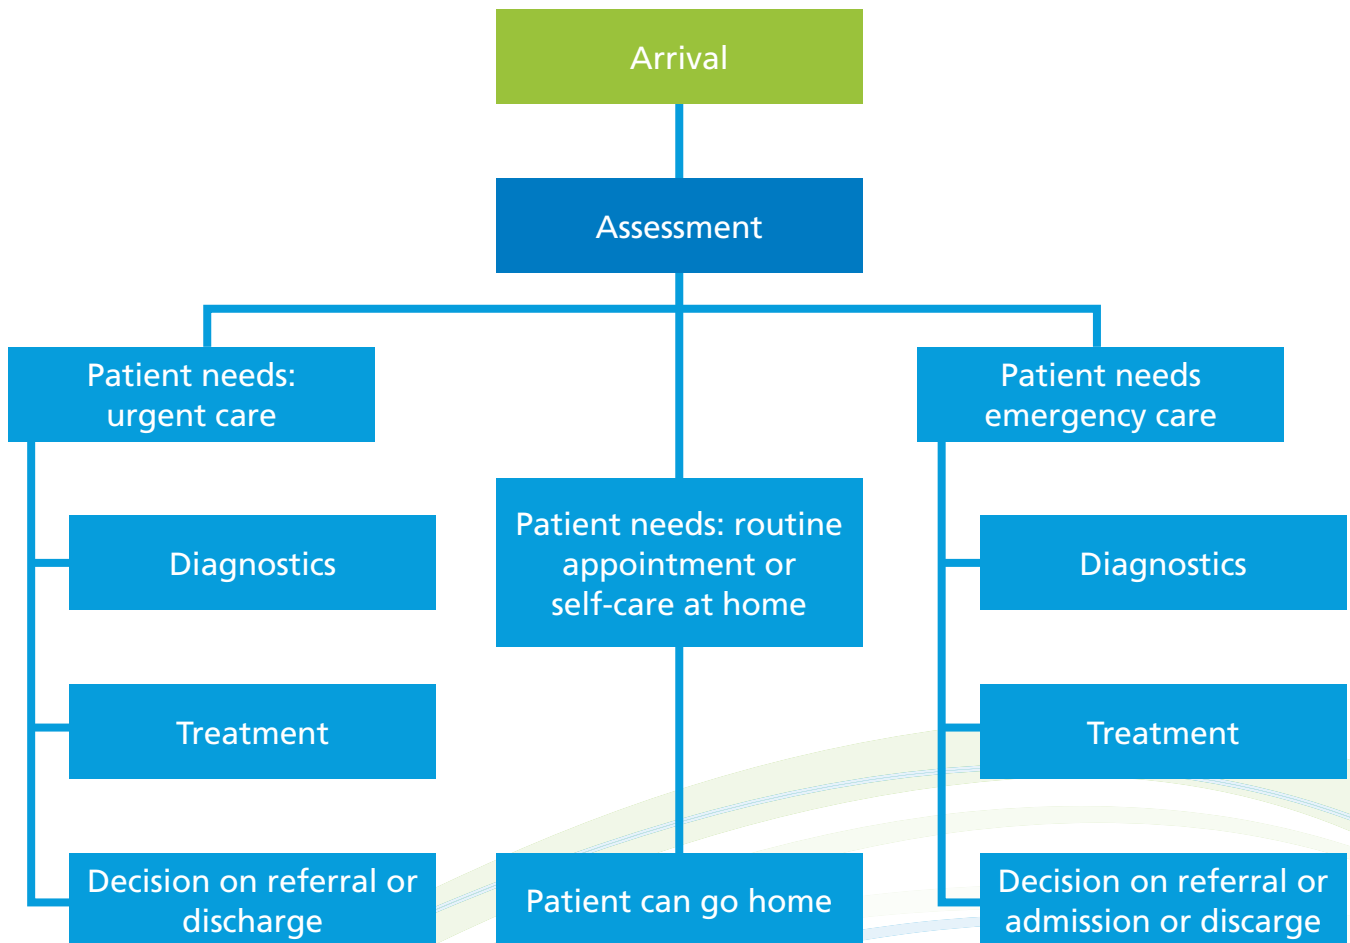 Arrival
Assessment
Patient needs:
urgent care
Diagnostics
Treatment
Decision on referral or
discharge
Patient needs: routine
appointment or
self-care at home
Patient can go home
Patient needs
emergency care
Diagnostics
Treatment
Decision on referral or
admission or discarge